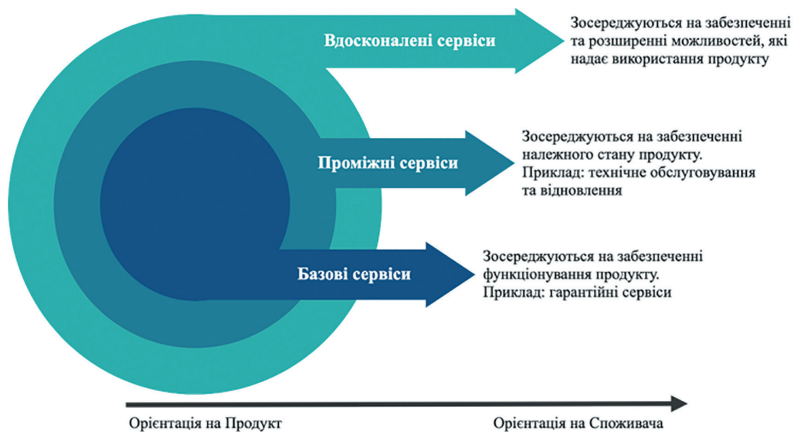 Вдосконалені сервіси
Зосереджуються на забезпеченні
та розширенні можливостей, які
надає використання продукту
Проміжні сервіси
Зосереджуються на забезпеченні
належного стану продукту.
Приклад: технічне обслуговування
та відновлення
Базові сервіси
Зосереджуються на забезпеченні
функціонування продукту.
Приклад: гарантійні сервіси
Орієнтація на Продукт
Орієнтація на Споживача